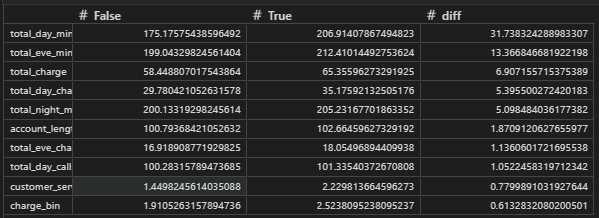 # False # True # diff
total_day_min 175.17575438596492 206.91407867494823 31.738324288983307
total_eve_min 199.04329824561404 212.41014492753624 13.366846681922198
total_charge 58.448807017543864 65.35596273291925 6.907155715375389
total_day_cha 29.780421052631578 35.17592132505176 5.395500272420183
total_night_m 200.13319298245614 205.23167701863352 5.098484036177382
account_lengt 100.79368421052632 102.66459627329192 1.8709120627655977
total_eve_cha 16.918908771929825 18.05496894409938 1.1360601721695538
total_day_call 100.28315789473685 101.33540372670808 1.0522458319712342
customer_ser 1.4498245614035088 2.229813664596273 0.7799891031927644
charge_bin 1.9105263157894736 2.5238095238095237 0.6132832080200501